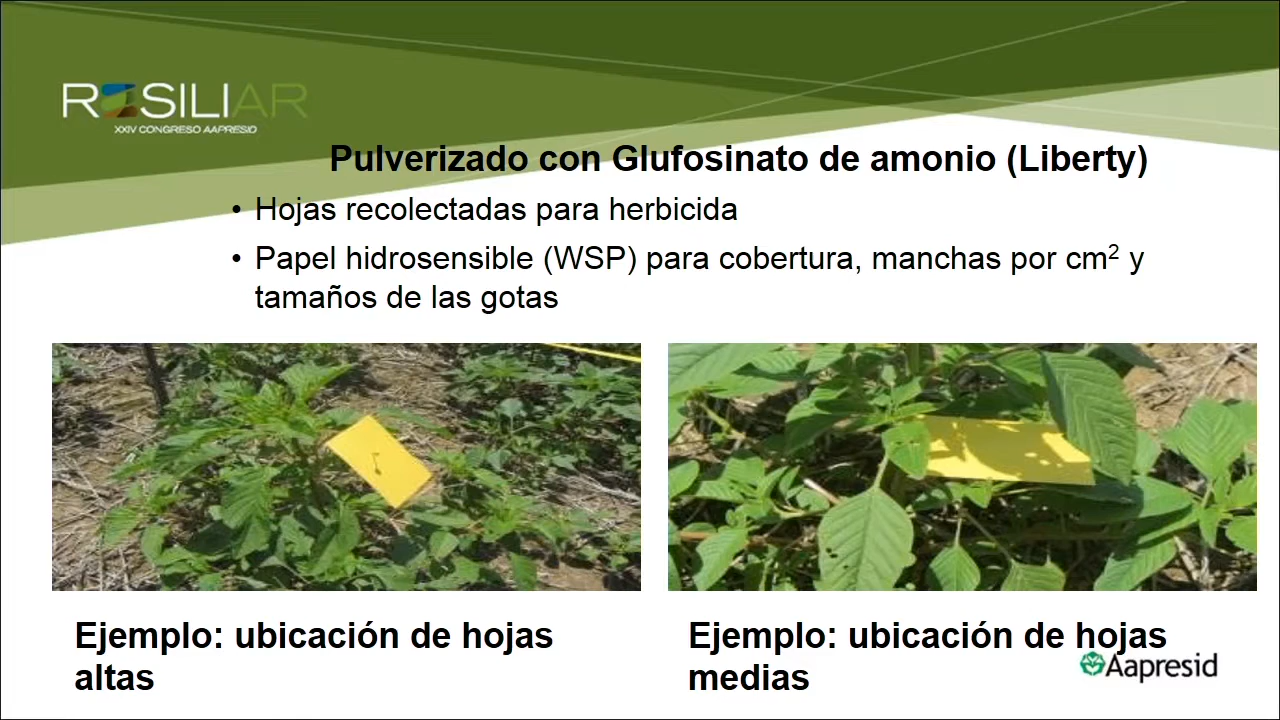 RESILIAR
XXIV CONGRESO AAPRESID
Pulverizado con Glufosinato de amonio (Liberty)
• Hojas recolectadas para herbicida
• Papel hidrosensible (WSP) para cobertura, manchas por cm² y
tamaños de las gotas
Ejemplo: ubicación de hojas
altas
Ejemplo: ubicación de hojas
medias
Aapresid